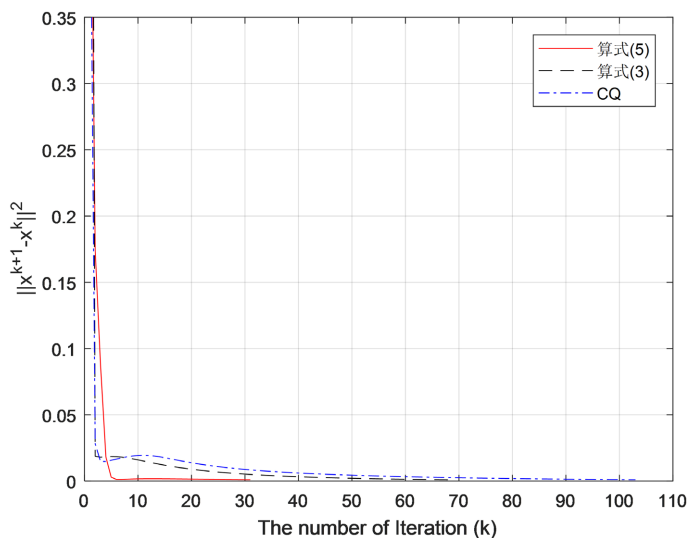 0.35
0.3
0.25
0.2
0.15
0.1
0.05
0
||x^{k+1}-x^{k}||^{2}
算式(5)
算式(3)
CQ
0 10 20 30 40 50 60 70 80 90 100 110
The number of Iteration (k)